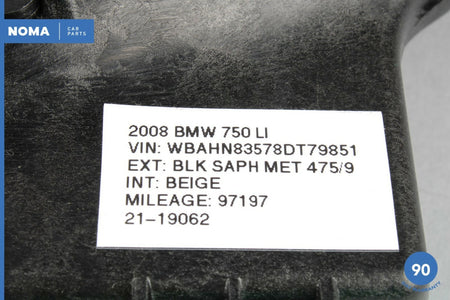 NOMA
CAR
PARTS
2008 BMW 750 LI
VIN: WBAHN83578DT79851
EXT: BLK SAPH MET 475/9
INT: BEIGE
MILEAGE: 97197
21-19062
90